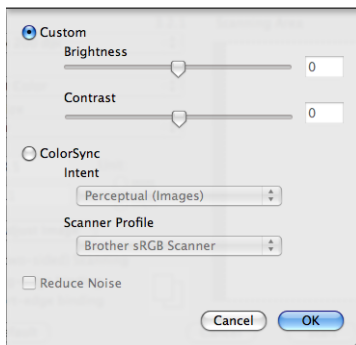 Custom
Brightness
0
Contrast
0
ColorSync
Intent
Perceptual (Images)
Scanner Profile
Brother sRGB Scanner
Reduce Noise
Cancel OK